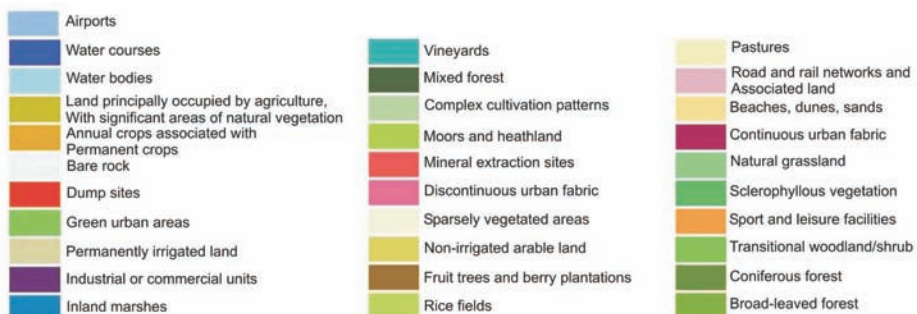 Airports
Water courses
Water bodies
Land principally occupied by agriculture,
With significant areas of natural vegetation
Annual crops associated with
Permanent crops
Bare rock
Dump sites
Green urban areas
Permanently irrigated land
Industrial or commercial units
Inland marshes
Vineyards
Mixed forest
Complex cultivation patterns
Moors and heathland
Mineral extraction sites
Discontinuous urban fabric
Sparsely vegetated areas
Non-irrigated arable land
Fruit trees and berry plantations
Rice fields
Pastures
Road and rail networks and
Associated land
Beaches, dunes, sands
Continuous urban fabric
Natural grassland
Sclerophyllous vegetation
Sport and leisure facilities
Transitional woodland/shrub
Coniferous forest
Broad-leaved forest